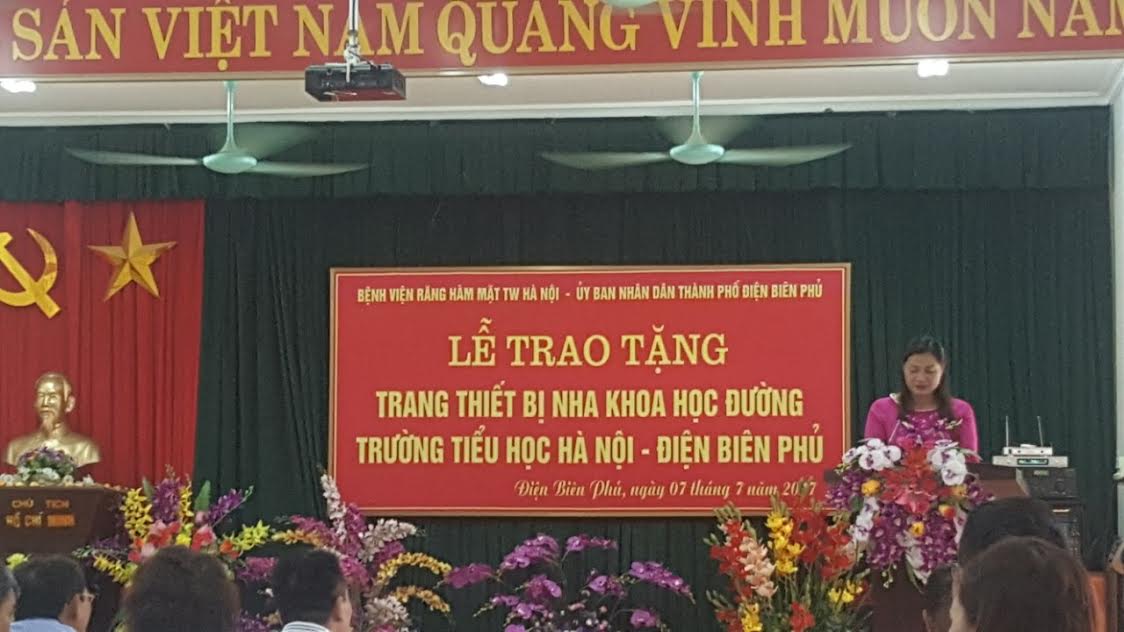 SẢN VIỆT NAM QUANG VINH MUÔN NĂM
BỆNH VIỆN RĂNG HÀM MẶT TW HÀ NỘI - ỦY BAN NHÂN DÂN THÀNH PHỐ ĐIỆN BIÊN PHỦ
LỄ TRAO TẶNG
TRANG THIẾT BỊ NHA KHOA HỌC ĐƯỜNG
TRƯỜNG TIỂU HỌC HÀ NỘI - ĐIỆN BIÊN PHỦ
Điện Biên Phủ, ngày 07 tháng 7 năm 2017
CHỦ TỊCH
HỒ CHÍ MINH